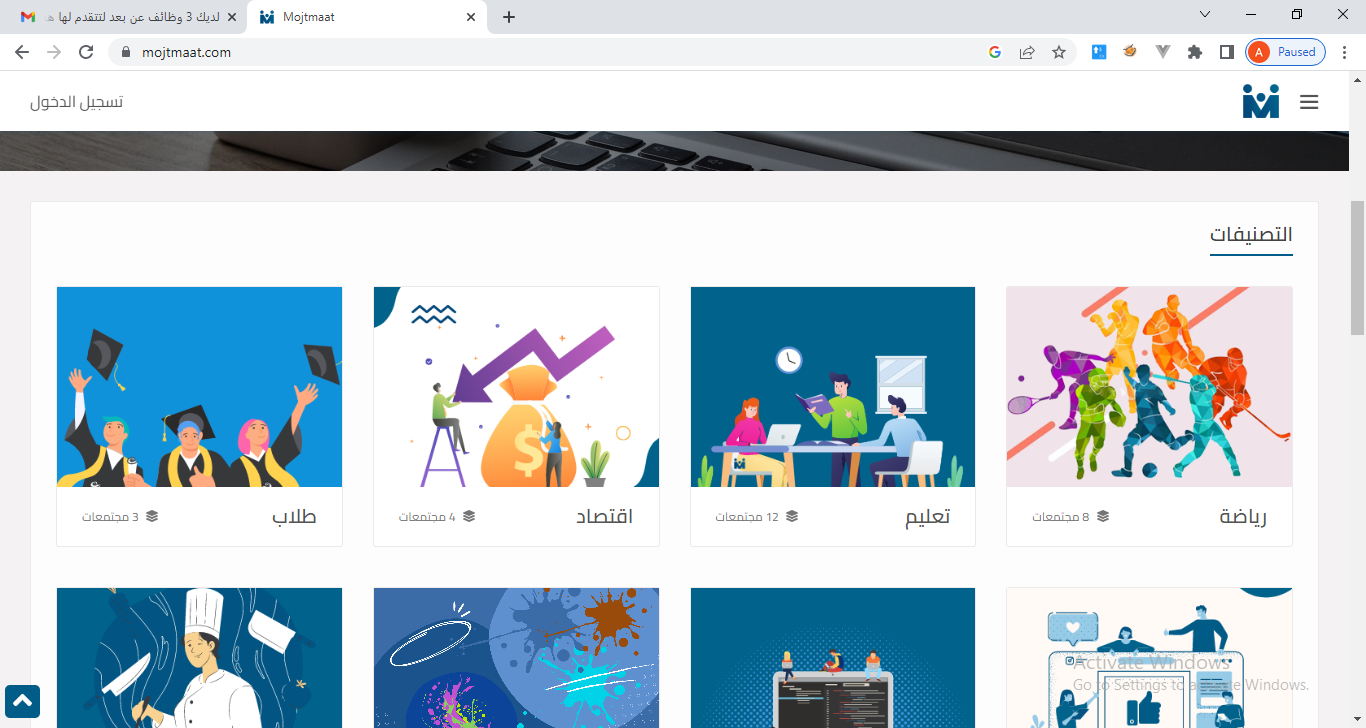 لديك 3 وظائف عن بعد لتتقدم لها
Mojtmaat
mojtmaat.com
A
Paused
تسجيل الدخول
التصنيفات
رياضة
8 مجتمعات
تعليم
12 مجتمعات
اقتصاد
4 مجتمعات
طلاب
3 مجتمعات
$
Activate Windows
Go to Settings to activate Windows.